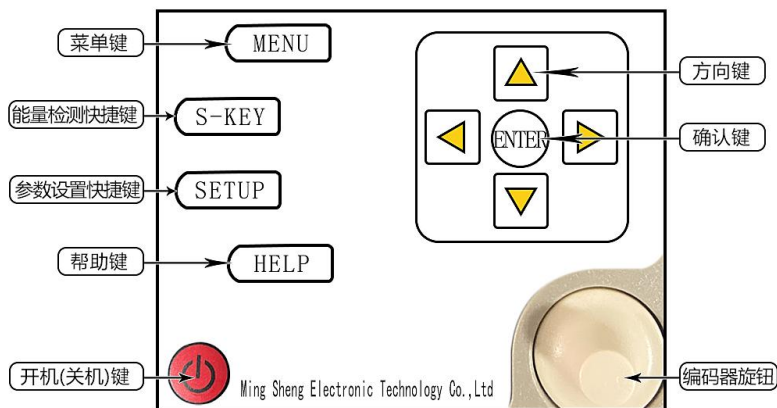 菜单键
MENU
方向键
能量检测快捷键
S-KEY
ENTER
确认键
参数设置快捷键
SETUP
帮助键
HELP
开机(关机)键
Ming Sheng Electronic Technology Co.,Ltd
编码器旋钮